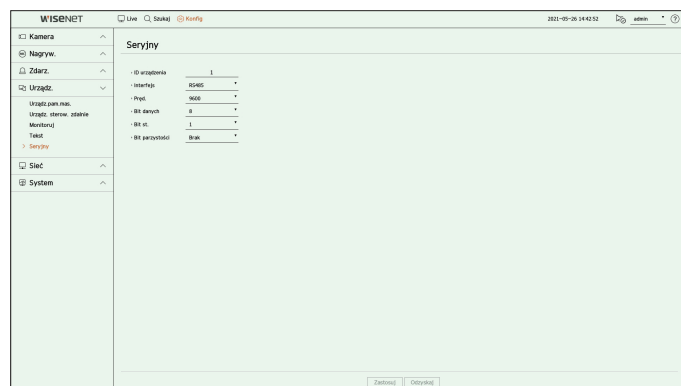 WISENET
Live Szukaj Konfig
2021-05-26 14:42:52 admin
Kamera
Nagryw.
Zdarz.
Urządz.
Urządz.pam.mas.
Urządz. sterow. zdalnie
Monitoruj
Tekst
> Seryjny
Sieć
System
Seryjny
· ID urządzenia 1
· Interfejs RS485
· Pręd. 9600
· Bit danych 8
· Bit st. 1
· Bit parzystości Brak
Zastosuj Odzyskaj